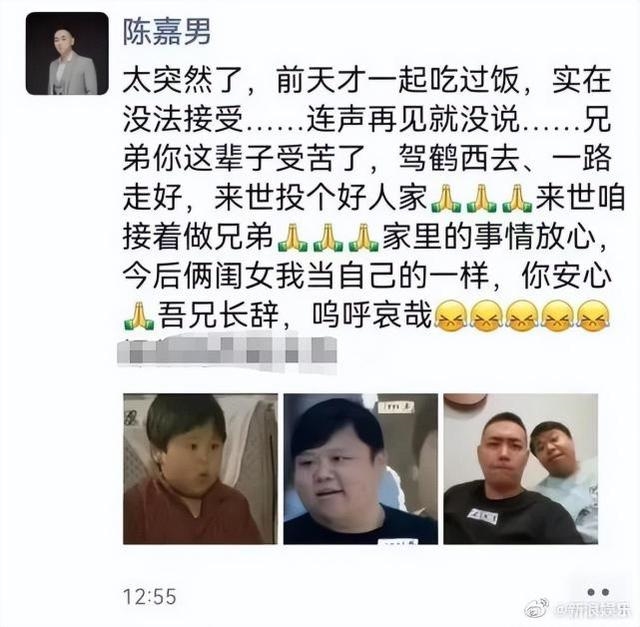 陈嘉男
太突然了，前天才一起吃过饭，实在
没法接受……连声再见就没说……兄
弟你这辈子受苦了，驾鹤西去、一路
走好，来世投个好人家🙏🙏🙏来世咱
接着做兄弟🙏🙏🙏家里的事情放心，
今后俩闺女我当自己的一样，你安心
🙏吾兄长辞，呜呼哀哉😝😝😝😝😝
12:55
@新浪娱乐